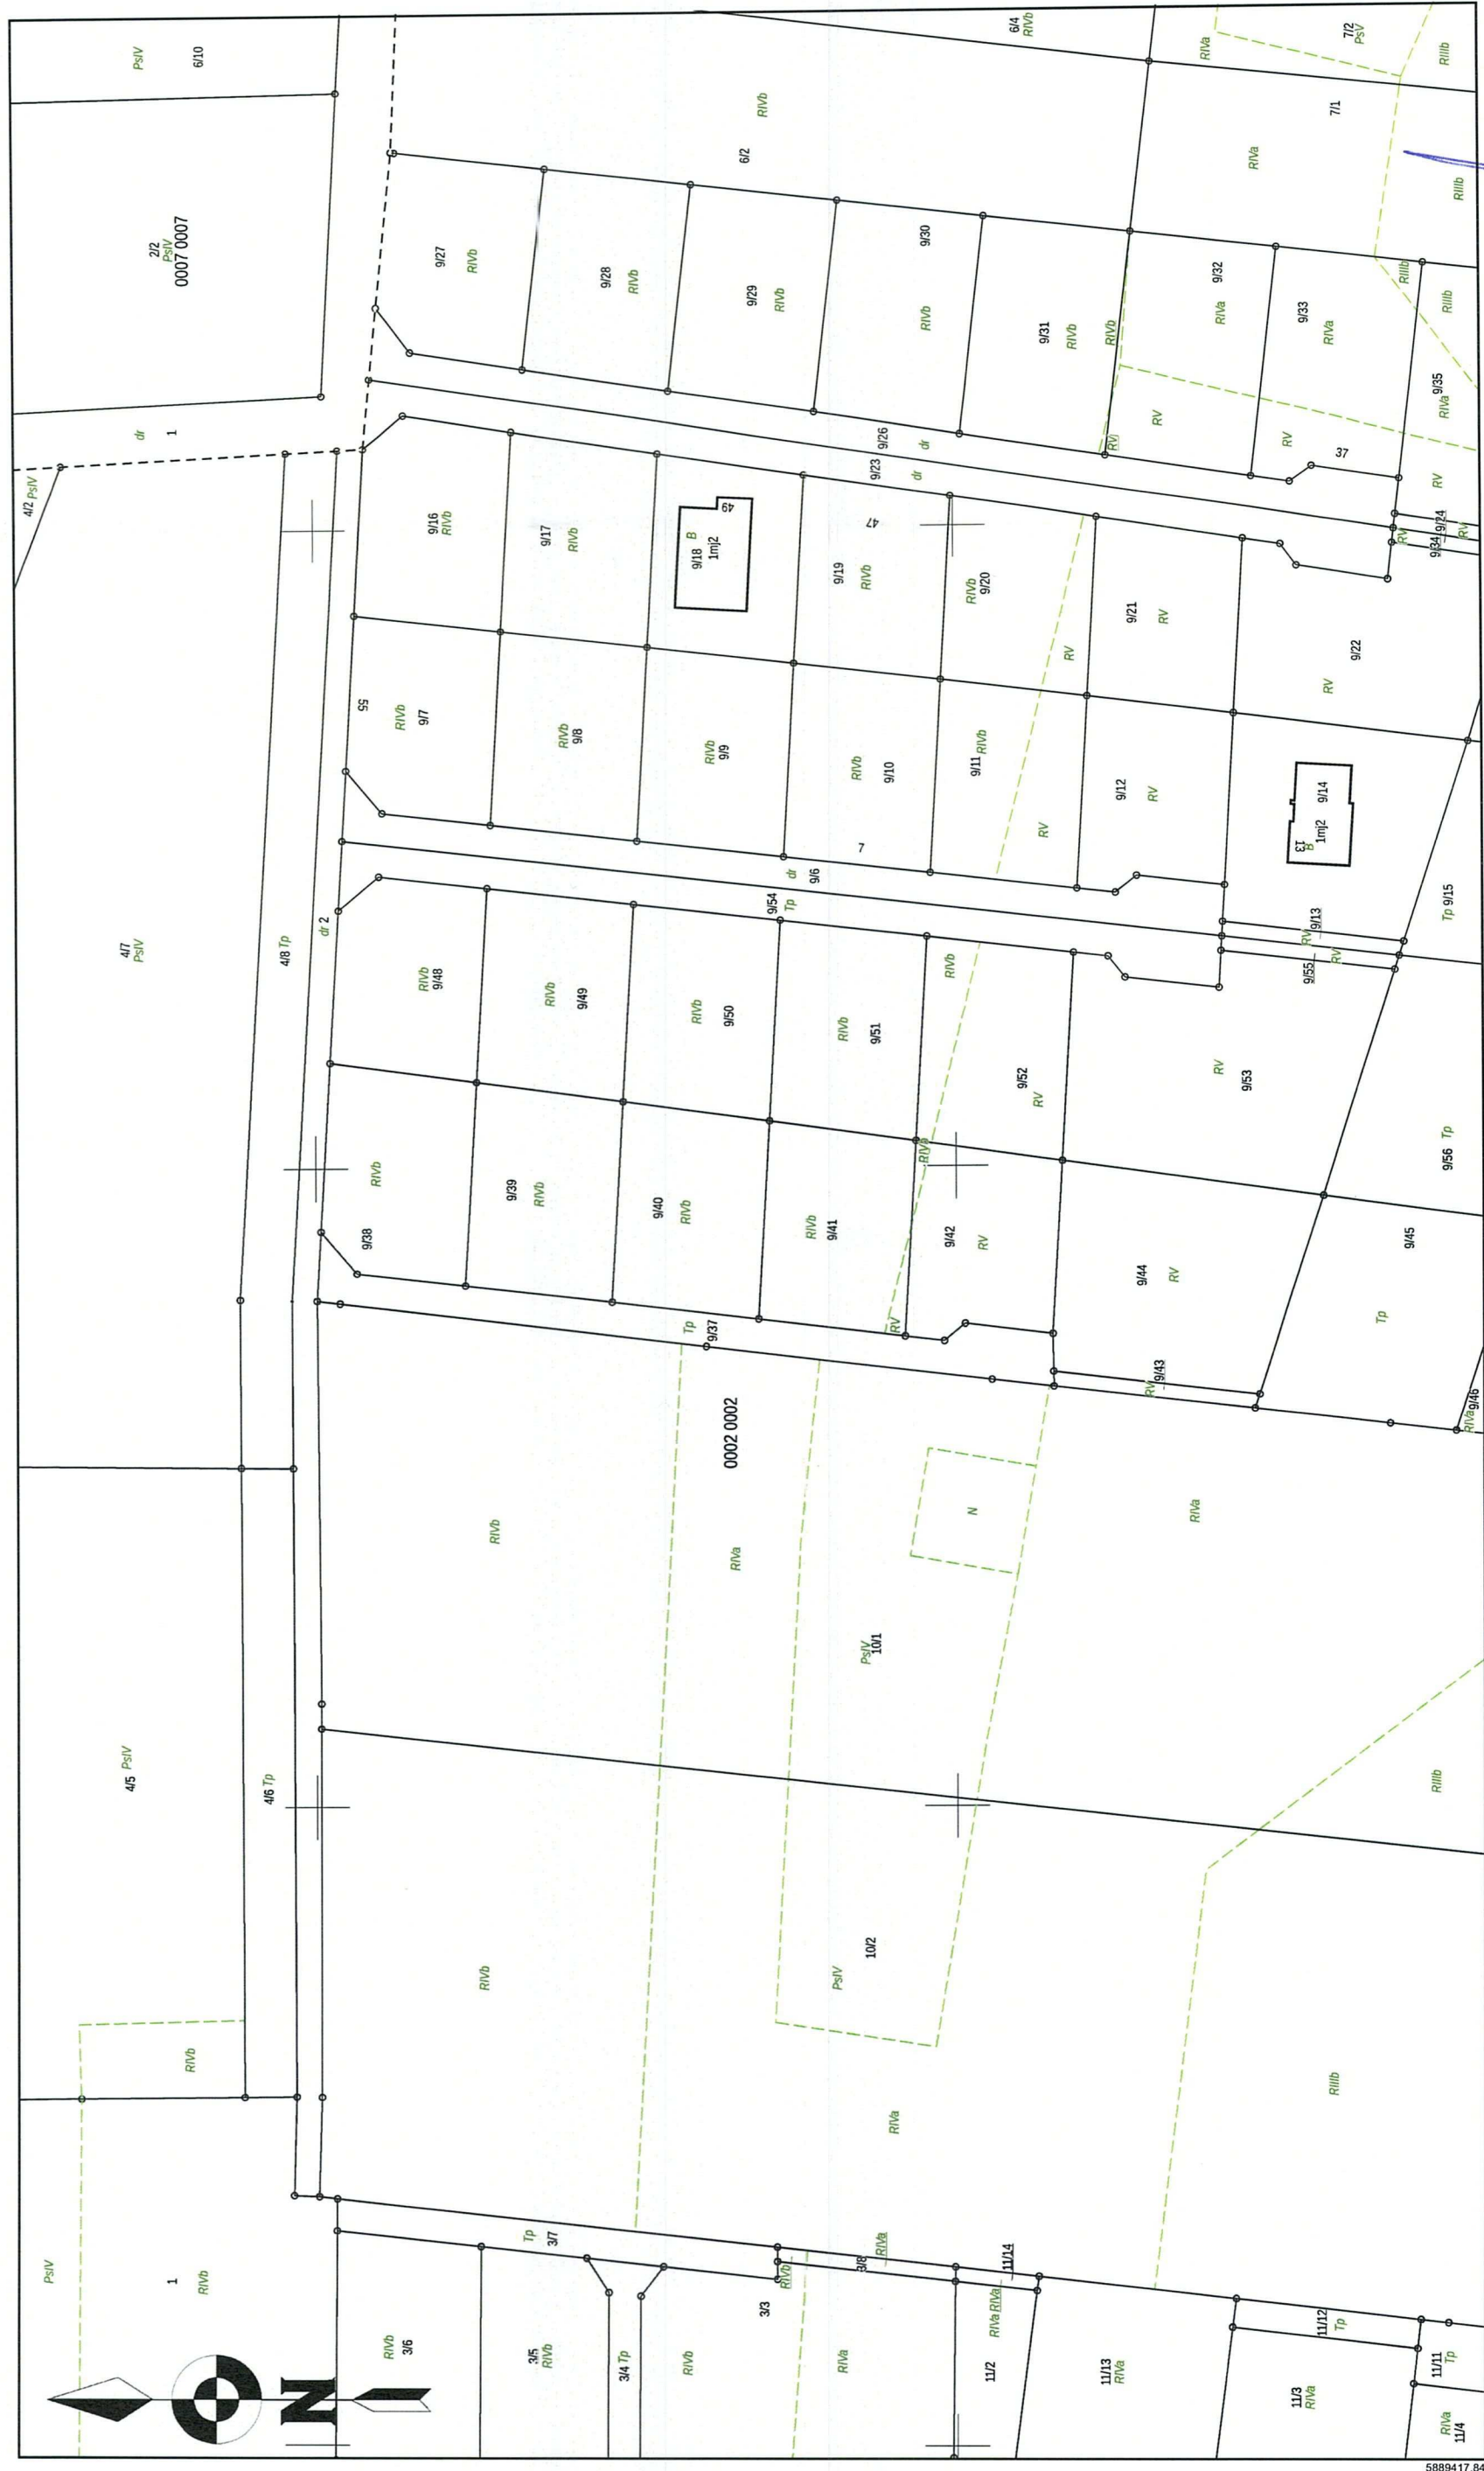 PsIV
6/10
2/2
PsIV
0007 0007
6/4
RIVb
RIVa
7/2
PsV
RIIIb
RIVb
6/2
7/1
RIVa
RIIIb
9/27
RIVb
9/28
RIVb
9/29
RIVb
9/30
RIVb
9/31
RIVb
RIVb
9/32
RIVa
9/33
RIVa
RIIIb
RIIIb
9/35
RIVa
RV
RV
RV
RV
37
dr
1
4/2 PsIV
9/26
dr
9/23
dr
9/16
RIVb
9/17
RIVb
49
B
9/18
1mj2
47
9/19
RIVb
RIVb
9/20
9/21
RV
RV
9/22
RV
9/24
9/34
RV
RV
55
RIVb
9/7
RIVb
9/8
RIVb
9/9
RIVb
9/10
9/11
RIVb
RV
9/12
RV
9/14
1mj2
B
13
7
dr
9/6
9/54
Tp
9/13
RV
RV
9/55
Tp 9/15
dr 2
4/7
PsIV
4/8 Tp
RIVb
9/48
RIVb
9/49
RIVb
9/50
RIVb
9/51
RIVb
9/52
RV
RV
9/53
9/56 Tp
RIVb
9/38
9/39
RIVb
9/40
RIVb
RIVb
9/41
RIVb
9/42
RV
RV
9/44
RV
9/45
Tp
Tp
9/37
9/43
RV
9/46
RIVa
0002 0002
RIVb
RIVa
N
RIVa
PsIV
10/1
4/5 PsIV
4/6 Tp
RIIIb
RIVb
PsIV
10/2
RIVb
RIVa
RIIIb
PsIV
1
RIVb
Tp
3/7
3/8
RIVa
11/14
RIVb
3/3
RIVb
3/6
3/5
RIVb
3/4 Tp
RIVb
RIVa
RIVa RIVa
11/2
11/13
RIVa
11/12
Tp
11/3
RIVa
11/11
Tp
RIVa
11/4
N
5889417.84